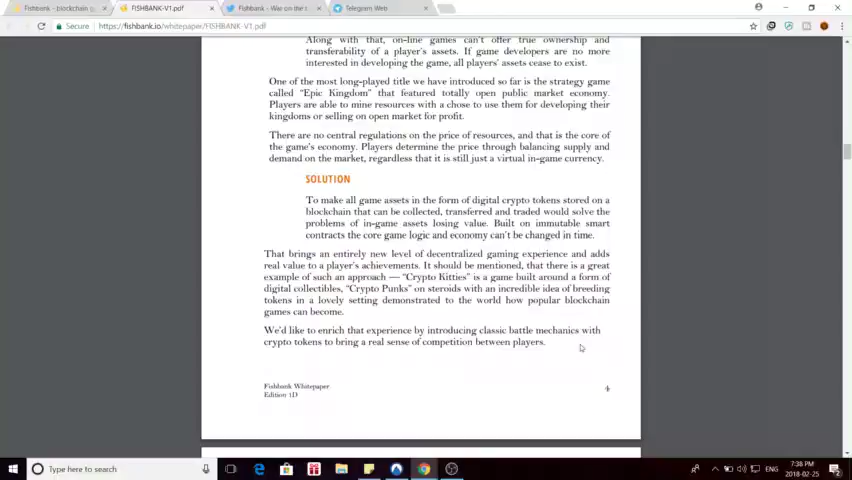 Fishbank - blockchain g
FISHBANK-V1.pdf
Fishbank - War on the s
Telegram Web
Secure
https://fishbank.io/whitepaper/FISHBANK-V1.pdf
Along with that, on-line games can't offer true ownership and
transferability of a player's assets. If game developers are no more
interested in developing the game, all players' assets cease to exist.
One of the most long-played title we have introduced so far is the strategy game
called "Epic Kingdom" that featured totally open public market economy.
Players are able to mine resources with a chose to use them for developing their
kingdoms or selling on open market for profit.
There are no central regulations on the price of resources, and that is the core of
the game's economy. Players determine the price through balancing supply and
demand on the market, regardless that it is still just a virtual in-game currency.
SOLUTION
To make all game assets in the form of digital crypto tokens stored on a
blockchain that can be collected, transferred and traded would solve the
problems of in-game assets losing value. Built on immutable smart
contracts the core game logic and economy can't be changed in time.
That brings an entirely new level of decentralized gaming experience and adds
real value to a player's achievements. It should be mentioned, that there is a great
example of such an approach — "Crypto Kitties" is a game built around a form of
digital collectibles, "Crypto Punks" on steroids with an incredible idea of breeding
tokens in a lovely setting demonstrated to the world how popular blockchain
games can become.
We'd like to enrich that experience by introducing classic battle mechanics with
crypto tokens to bring a real sense of competition between players.
Fishbank Whitepaper
4
Edition 1D
Type here to search
ENG
7:38 PM
2018-02-25